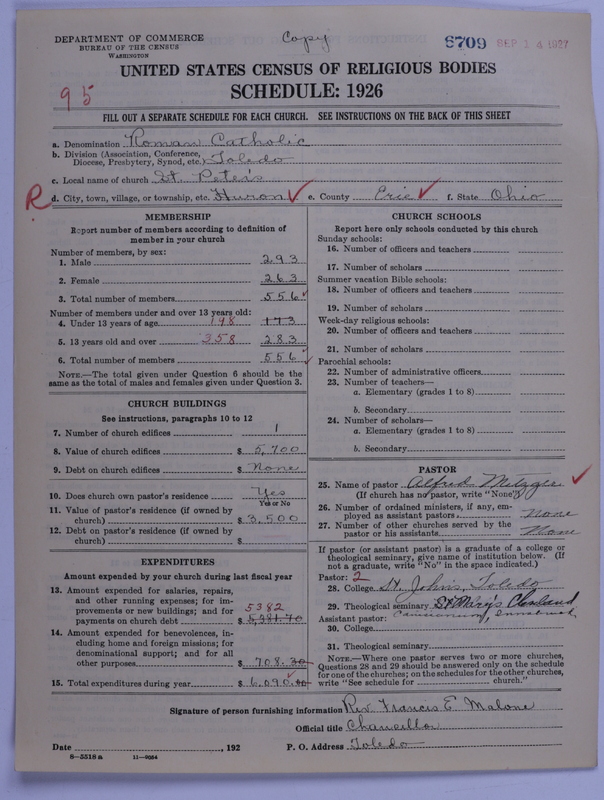 DEPARTMENT OF COMMERCE
BUREAU OF THE CENSUS
WASHINGTON
Copy
6709 SEP 14 1927
UNITED STATES CENSUS OF RELIGIOUS BODIES
95
SCHEDULE: 1926
FILL OUT A SEPARATE SCHEDULE FOR EACH CHURCH. SEE INSTRUCTIONS ON THE BACK OF THIS SHEET
a. Denomination Roman Catholic
b. Division (Association, Conference, Diocese, Presbytery, Synod, etc.) Toledo
c. Local name of church St. Peter's
R d. City, town, village, or township, etc. Huron ✓ e. County Erie ✓ f. State Ohio
MEMBERSHIP
Report number of members according to definition of
member in your church
Number of members, by sex:
1. Male 293
2. Female 263
3. Total number of members 556 ✓
Number of members under and over 13 years old:
4. Under 13 years of age 198 173
5. 13 years old and over 358 283
6. Total number of members 556 ✓
NOTE.—The total given under Question 6 should be the
same as the total of males and females given under Question 3.
CHURCH BUILDINGS
See instructions, paragraphs 10 to 12
7. Number of church edifices 1
8. Value of church edifices $ 5,700
9. Debt on church edifices $ None
10. Does church own pastor's residence Yes
Yes or No
11. Value of pastor's residence (if owned by
church) $ 3,500
12. Debt on pastor's residence (if owned by
church) $
EXPENDITURES
Amount expended by your church during last fiscal year
13. Amount expended for salaries, repairs,
and other running expenses; for im-
provements or new buildings; and for
payments on church debt 5382 $ 5,381.70
14. Amount expended for benevolences, in-
cluding home and foreign missions; for
denominational support; and for all
other purposes $ 708.30
15. Total expenditures during year $ 6,090.00
CHURCH SCHOOLS
Report here only schools conducted by this church
Sunday schools:
16. Number of officers and teachers
17. Number of scholars
Summer vacation Bible schools:
18. Number of officers and teachers
19. Number of scholars
Week-day religious schools:
20. Number of officers and teachers
21. Number of scholars
Parochial schools:
22. Number of administrative officers
23. Number of teachers—
a. Elementary (grades 1 to 8)
b. Secondary
24. Number of scholars—
a. Elementary (grades 1 to 8)
b. Secondary
PASTOR
25. Name of pastor Alfred Metzger ✓
(If church has no pastor, write "None")
26. Number of ordained ministers, if any, em-
ployed as assistant pastors None
27. Number of other churches served by the
pastor or his assistants None
If pastor (or assistant pastor) is a graduate of a college or
theological seminary, give name of institution below. (If
not a graduate, write "No" in the space indicated.)
Pastor: 2
28. College St. John's, Toledo
29. Theological seminary St Mary's Cleveland
Assistant pastor: Innsbruck
30. College
31. Theological seminary
NOTE.—Where one pastor serves two or more churches,
Questions 28 and 29 should be answered only on the schedule
for one of the churches; on the schedules for the other churches,
write "See schedule for church."
Signature of person furnishing information Rev Francis E. Malone
Official title Chancellor
Date , 192 P. O. Address Toledo
8—5518a 11—9064